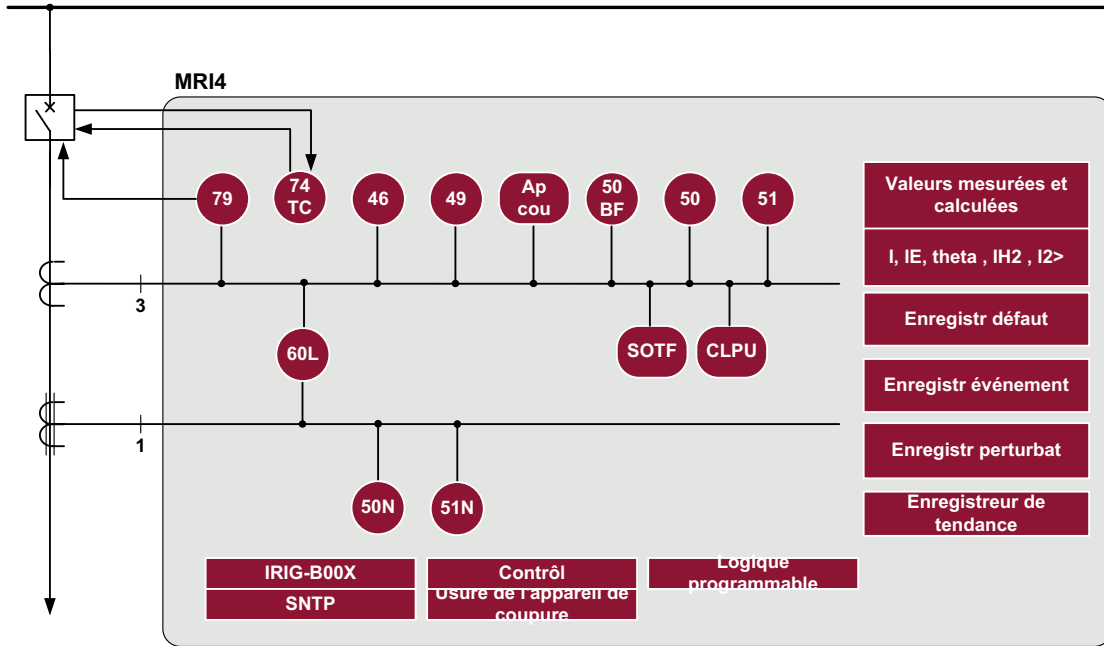 MRI4
79
74
TC
46
49
Ap
cou
50
BF
50
51
Valeurs mesurées et
calculées
I, IE, theta , IH2 , I2>
3
60L
SOTF
CLPU
Enregistr défaut
Enregistr événement
1
Enregistr perturbat
50N
51N
Enregistreur de
tendance
IRIG-B00X
SNTP
Contrôl
Usure de l'appareil de
coupure
Logique
programmable